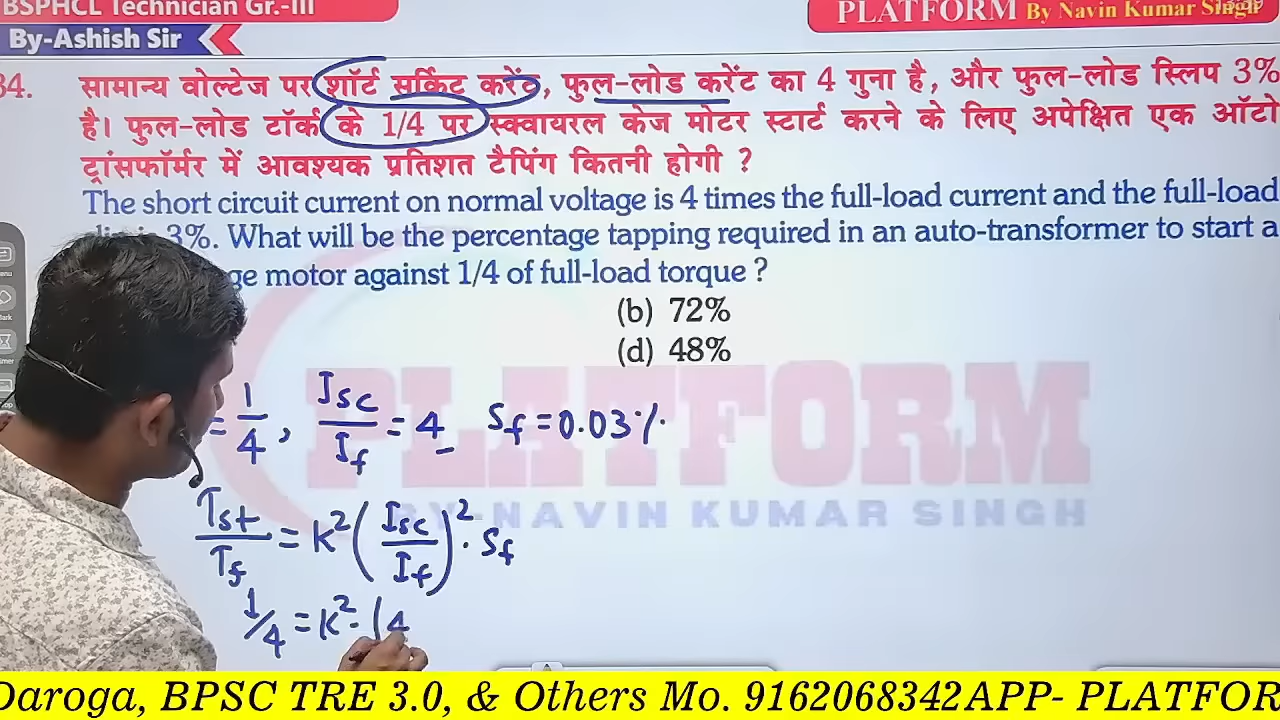 BSPHCL Technician Gr.-III
PLATFORM By Navin Kumar Singh
By-Ashish Sir
34. सामान्य वोल्टेज पर शॉर्ट सर्किट करेंट, फुल-लोड करेंट का 4 गुना है, और फुल-लोड स्लिप 3%
है। फुल-लोड टॉर्क के 1/4 पर स्क्वायरल केज मोटर स्टार्ट करने के लिए अपेक्षित एक ऑटो
ट्रांसफॉर्मर में आवश्यक प्रतिशत टैपिंग कितनी होगी ?
The short circuit current on normal voltage is 4 times the full-load current and the full-load
3%. What will be the percentage tapping required in an auto-transformer to start a
motor against 1/4 of full-load torque ?
(b) 72%
(d) 48%
= 1/4, Isc/If = 4 Sf = 0.03%
Tst/Tf = K² (Isc/If)² · Sf
1/4 = K² - (4
PLATFORM
BY-NAVIN KUMAR SINGH
Daroga, BPSC TRE 3.0, & Others Mo. 9162068342APP- PLATFOR